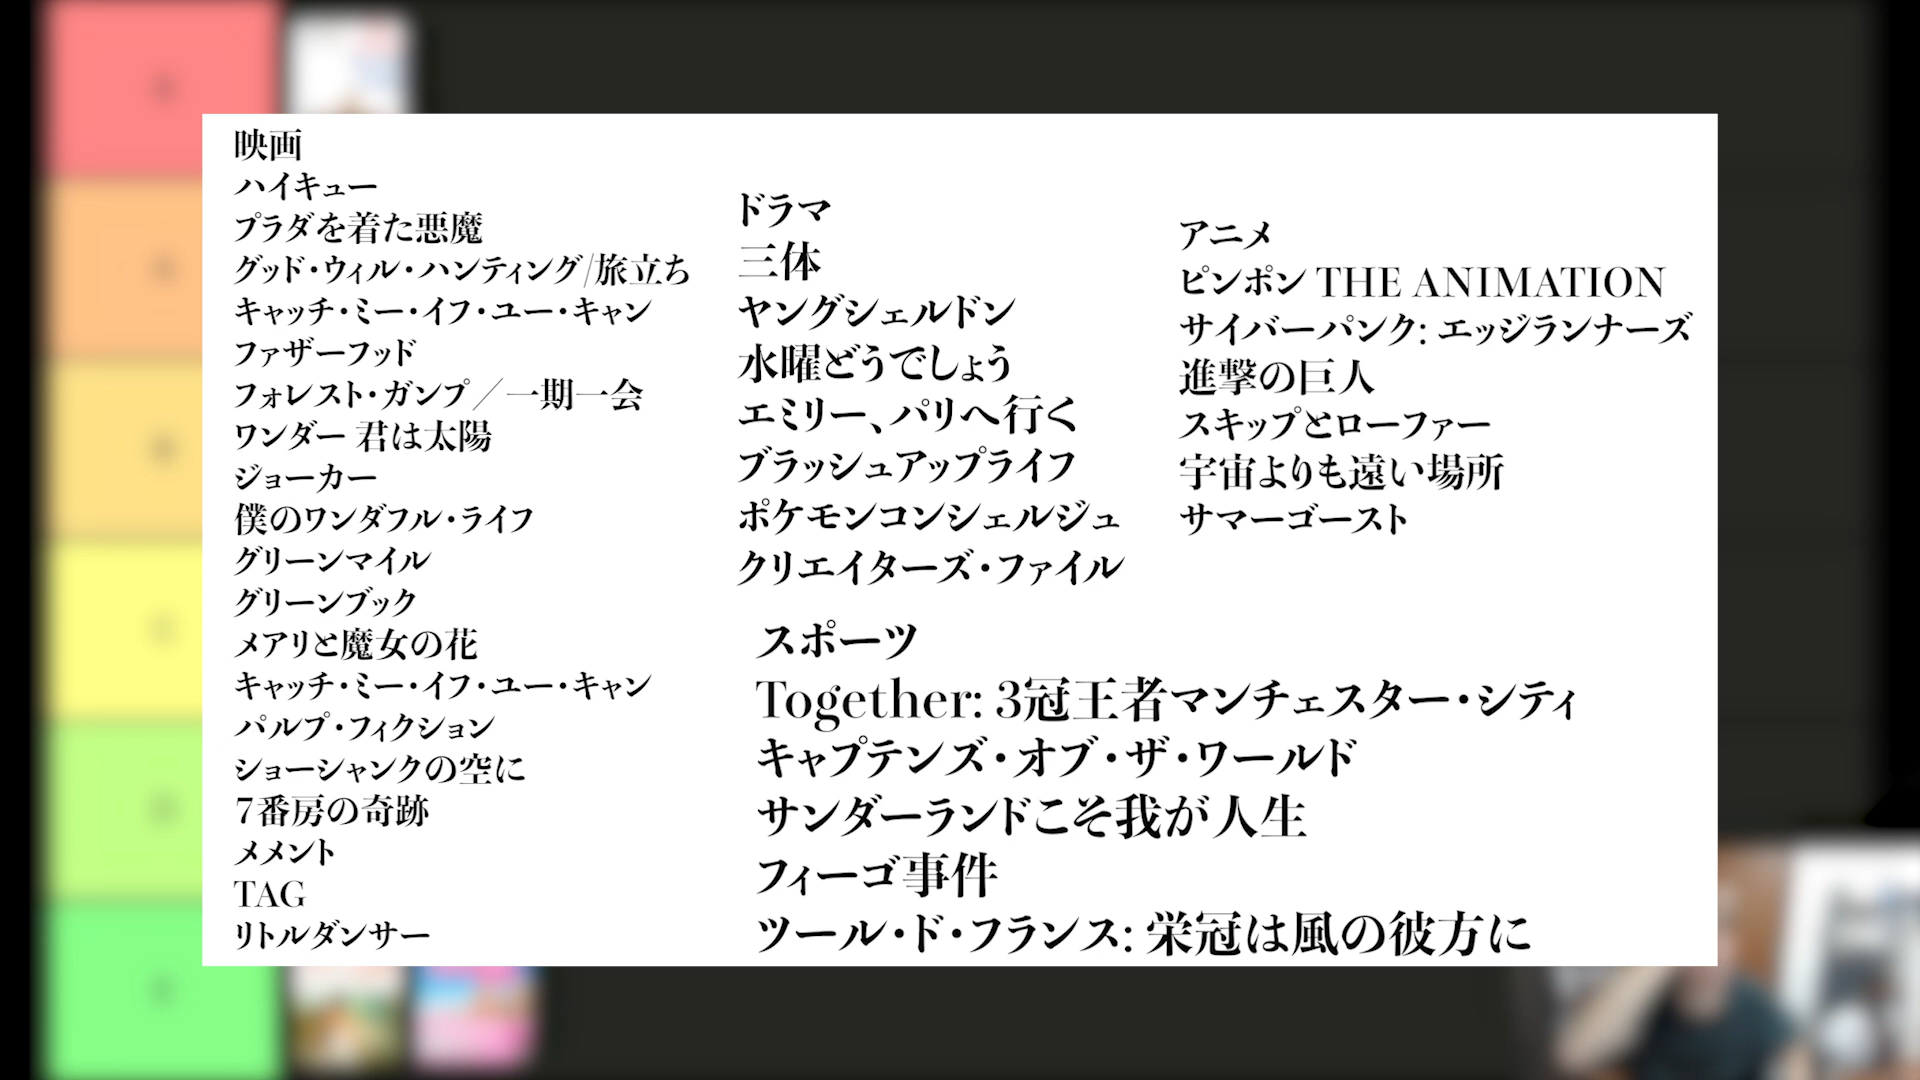 映画
ハイキュー
プラダを着た悪魔
グッド・ウィル・ハンティング/旅立ち
キャッチ・ミー・イフ・ユー・キャン
ファザーフッド
フォレスト・ガンプ／一期一会
ワンダー 君は太陽
ジョーカー
僕のワンダフル・ライフ
グリーンマイル
グリーンブック
メアリと魔女の花
キャッチ・ミー・イフ・ユー・キャン
パルプ・フィクション
ショーシャンクの空に
7番房の奇跡
メメント
TAG
リトルダンサー
ドラマ
三体
ヤングシェルドン
水曜どうでしょう
エミリー、パリへ行く
ブラッシュアップライフ
ポケモンコンシェルジュ
クリエイターズ・ファイル
アニメ
ピンポン THE ANIMATION
サイバーパンク: エッジランナーズ
進撃の巨人
スキップとローファー
宇宙よりも遠い場所
サマーゴースト
スポーツ
Together: 3冠王者マンチェスター・シティ
キャプテンズ・オブ・ザ・ワールド
サンダーランドこそ我が人生
フィーゴ事件
ツール・ド・フランス: 栄冠は風の彼方に